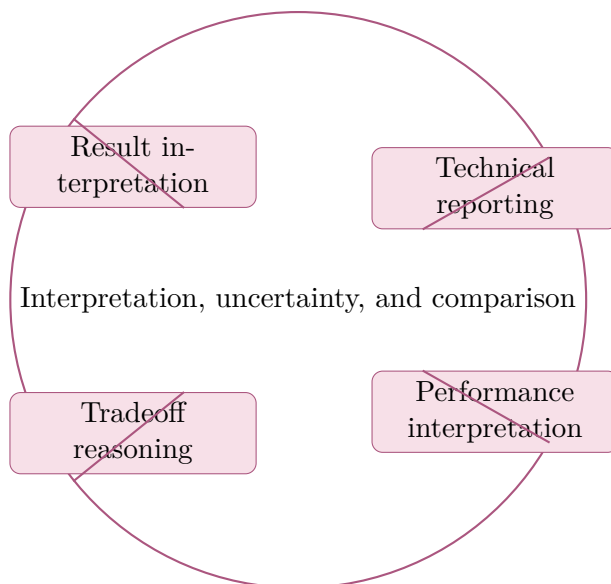 Result in-
terpretation
Technical
reporting
Interpretation, uncertainty, and comparison
Tradeoff
reasoning
Performance
interpretation